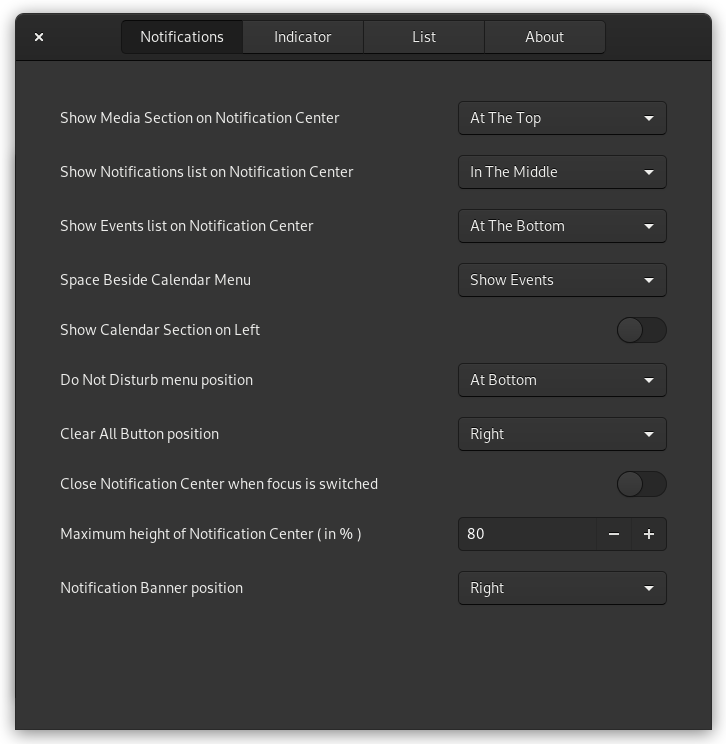 Notifications Indicator List About
Show Media Section on Notification Center At The Top
Show Notifications list on Notification Center In The Middle
Show Events list on Notification Center At The Bottom
Space Beside Calendar Menu Show Events
Show Calendar Section on Left
Do Not Disturb menu position At Bottom
Clear All Button position Right
Close Notification Center when focus is switched
Maximum height of Notification Center ( in % ) 80
Notification Banner position Right